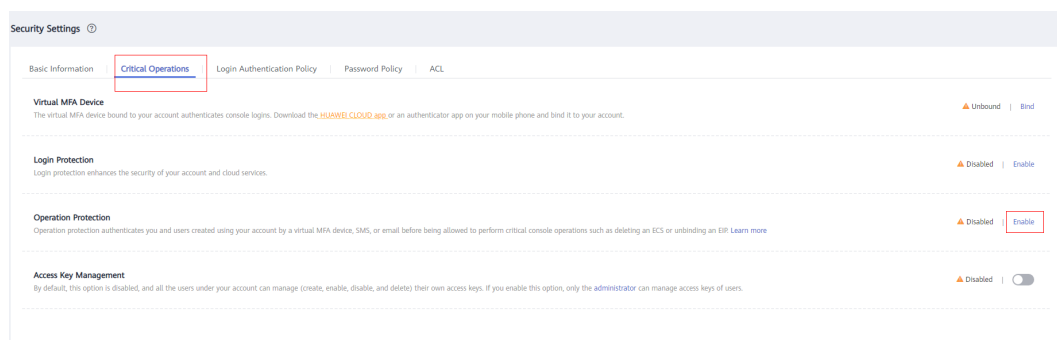 Security Settings ?
Basic Information | Critical Operations | Login Authentication Policy | Password Policy | ACL
Virtual MFA Device
The virtual MFA device bound to your account authenticates console logins. Download the HUAWEI CLOUD app or an authenticator app on your mobile phone and bind it to your account.
Unbound | Bind
Login Protection
Login protection enhances the security of your account and cloud services.
Disabled | Enable
Operation Protection
Operation protection authenticates you and users created using your account by a virtual MFA device, SMS, or email before being allowed to perform critical console operations such as deleting an ECS or unbinding an EIP. Learn more
Disabled | Enable
Access Key Management
By default, this option is disabled, and all the users under your account can manage (create, enable, disable, and delete) their own access keys. If you enable this option, only the administrator can manage access keys of users.
Disabled |